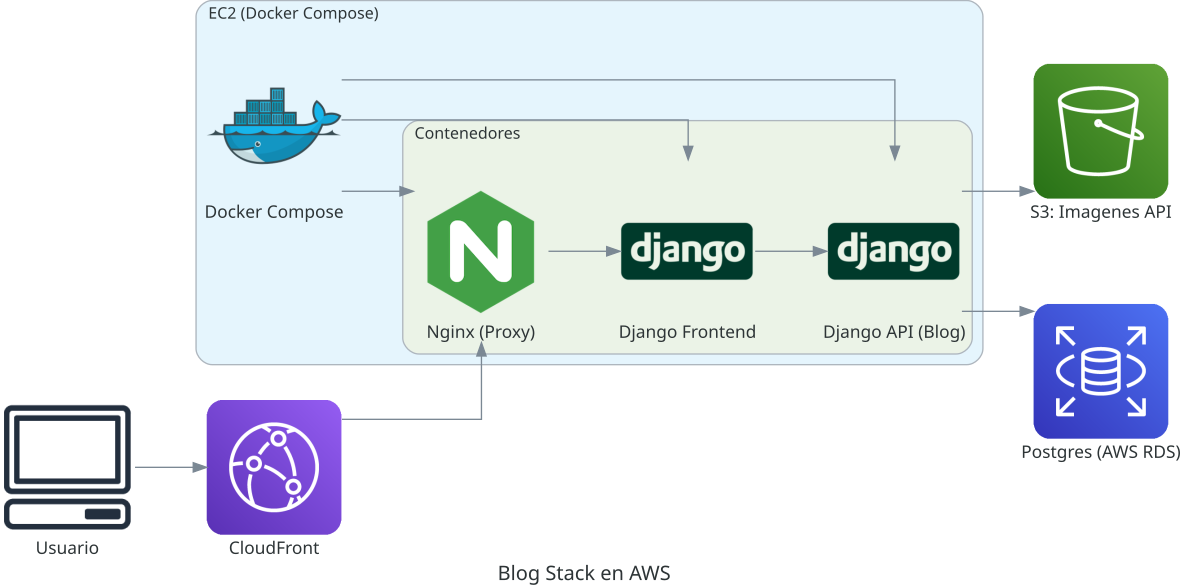 EC2 (Docker Compose)
Contenedores
Docker Compose
S3: Imagenes API
N
django
django
Nginx (Proxy)
Django Frontend
Django API (Blog)
Postgres (AWS RDS)
Usuario
CloudFront
Blog Stack en AWS